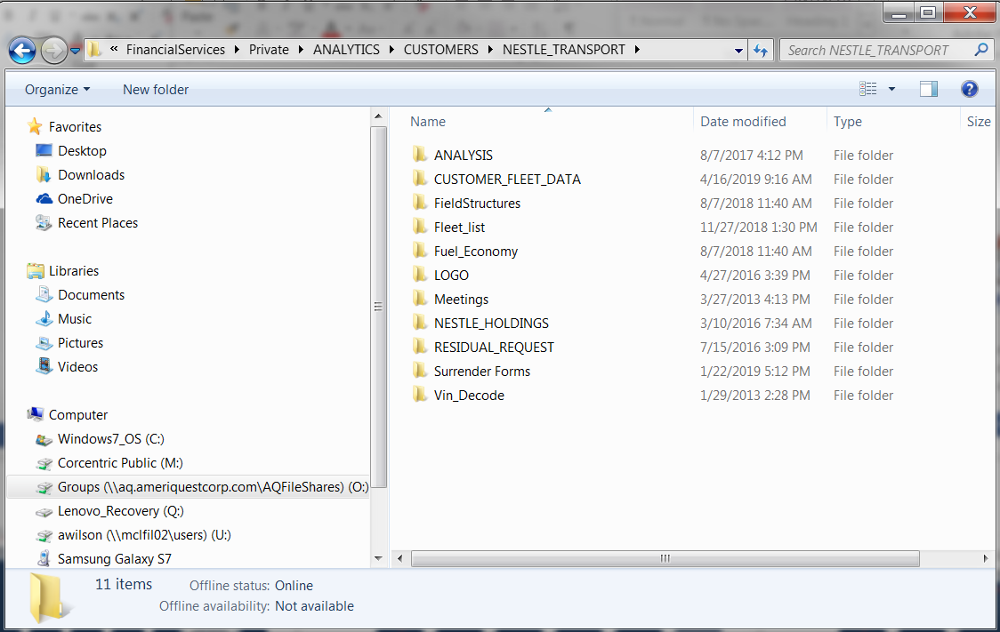 « FinancialServices Private ANALYTICS CUSTOMERS NESTLE_TRANSPORT
Search NESTLE_TRANSPORT
Organize New folder
Favorites
Desktop
Downloads
OneDrive
Recent Places
Libraries
Documents
Music
Pictures
Videos
Computer
Windows7_OS (C:)
Corcentric Public (M:)
Groups (\\aq.ameriquestcorp.com\AQFileShares) (O:)
Lenovo_Recovery (Q:)
awilson (\\mclfil02\users) (U:)
Samsung Galaxy S7
Name Date modified Type Size
ANALYSIS 8/7/2017 4:12 PM File folder
CUSTOMER_FLEET_DATA 4/16/2019 9:16 AM File folder
FieldStructures 8/7/2018 11:40 AM File folder
Fleet_list 11/27/2018 1:30 PM File folder
Fuel_Economy 8/7/2018 11:40 AM File folder
LOGO 4/27/2016 3:39 PM File folder
Meetings 3/27/2013 4:13 PM File folder
NESTLE_HOLDINGS 3/10/2016 7:34 AM File folder
RESIDUAL_REQUEST 7/15/2016 3:09 PM File folder
Surrender Forms 1/22/2019 5:12 PM File folder
Vin_Decode 1/29/2013 2:28 PM File folder
11 items Offline status: Online
Offline availability: Not available